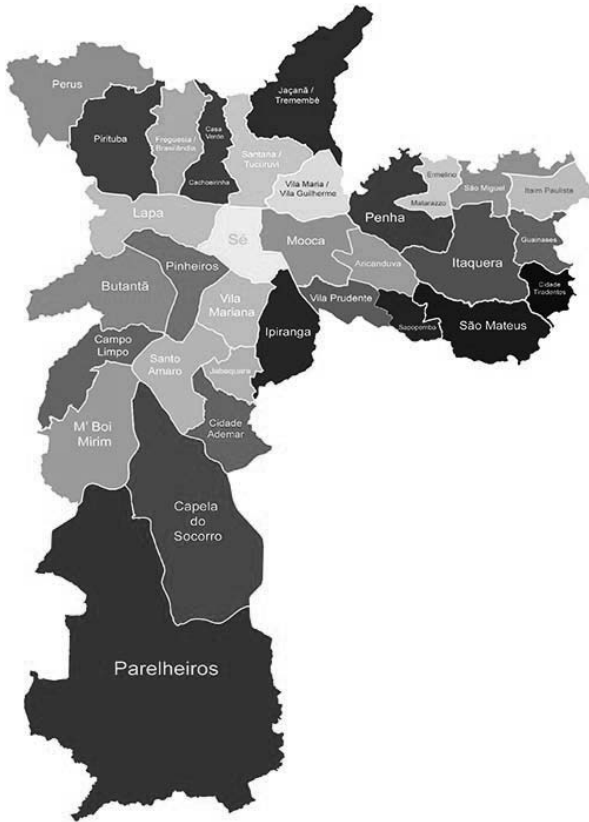 Perus
Jaçanã /
Tremembé
Pirituba
Freguesia /
Brasilândia
Casa
Verde
Cachoeirinha
Santana /
Tucuruvi
Vila Maria /
Vila Guilherme
Ermelino
Matarazzo
São Miguel
Itaim Paulista
Lapa
Sé
Mooca
Penha
Aricanduva
Itaquera
Guaianases
Pinheiros
Butantã
Vila
Mariana
Vila Prudente
Cidade
Tiradentes
Ipiranga
Sapopemba
São Mateus
Campo
Limpo
Santo
Amaro
Jabaquara
M' Boi
Mirim
Cidade
Ademar
Capela
do
Socorro
Parelheiros